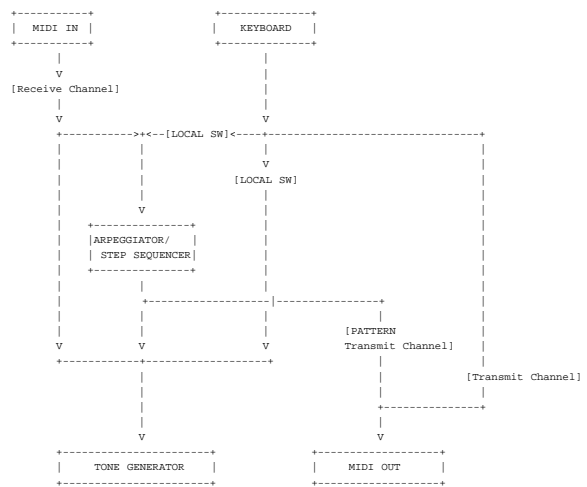 MIDI IN
KEYBOARD
[Receive Channel]
[LOCAL SW]
[LOCAL SW]
ARPEGGIATOR/
STEP SEQUENCER
[PATTERN
Transmit Channel]
[Transmit Channel]
TONE GENERATOR
MIDI OUT